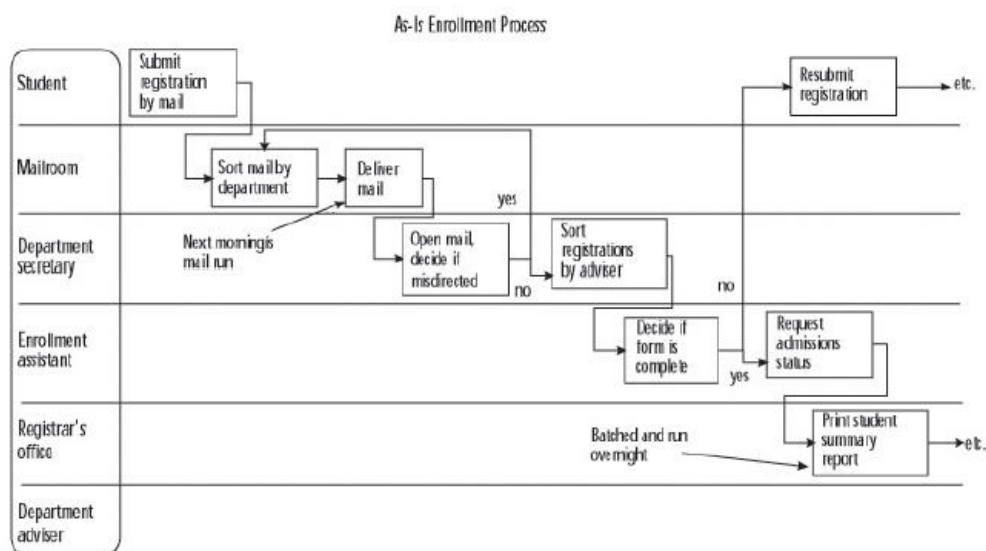 As-Is Enrollment Process
Student
Submit
registration
by mail
Resubmit
registration
etc.
Mailroom
Sort mail by
department
Deliver
mail
yes
Next morningis
mail run
Department
secretary
Open mail,
decide if
misdirected
no
Sort
registrations
by adviser
no
Enrollment
assistant
Decide if
form is
complete
yes
Request
admissions
status
Registrar's
office
Batched and run
overnight
Print student
summary
report
etc.
Department
adviser